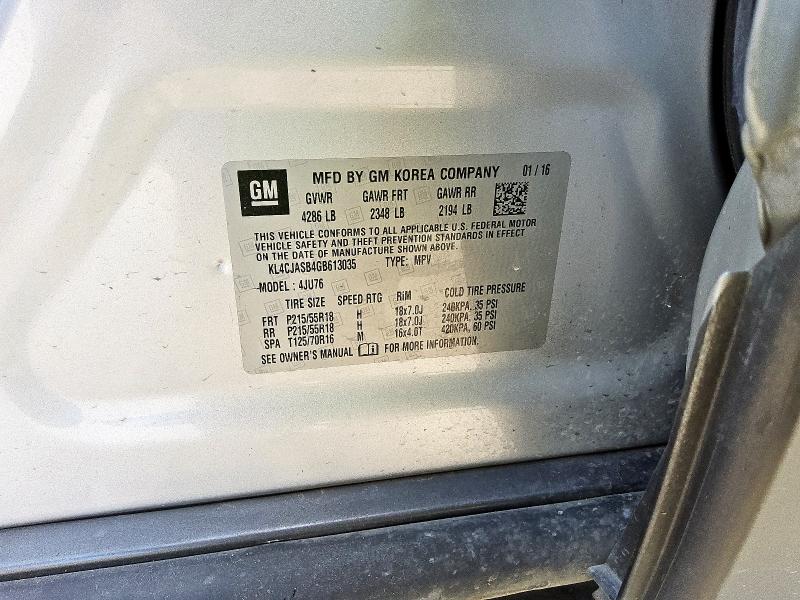 GM
MFD BY GM KOREA COMPANY 01 / 16
GVWR GAWR FRT GAWR RR
4286 LB 2348 LB 2194 LB
THIS VEHICLE CONFORMS TO ALL APPLICABLE U.S. FEDERAL MOTOR
VEHICLE SAFETY AND THEFT PREVENTION STANDARDS IN EFFECT
ON THE DATE OF MANUFACTURE SHOWN ABOVE.
KL4CJASB4GB613035 TYPE: MPV
MODEL : 4JU76
TIRE SIZE SPEED RTG RiM COLD TIRE PRESSURE
FRT P215/55R18 H 18x7.0J 240KPA, 35 PSI
RR P215/55R18 H 18x7.0J 240KPA, 35 PSI
SPA T125/70R16 M 16x4.0T 420KPA, 60 PSI
SEE OWNER'S MANUAL FOR MORE INFORMATION.